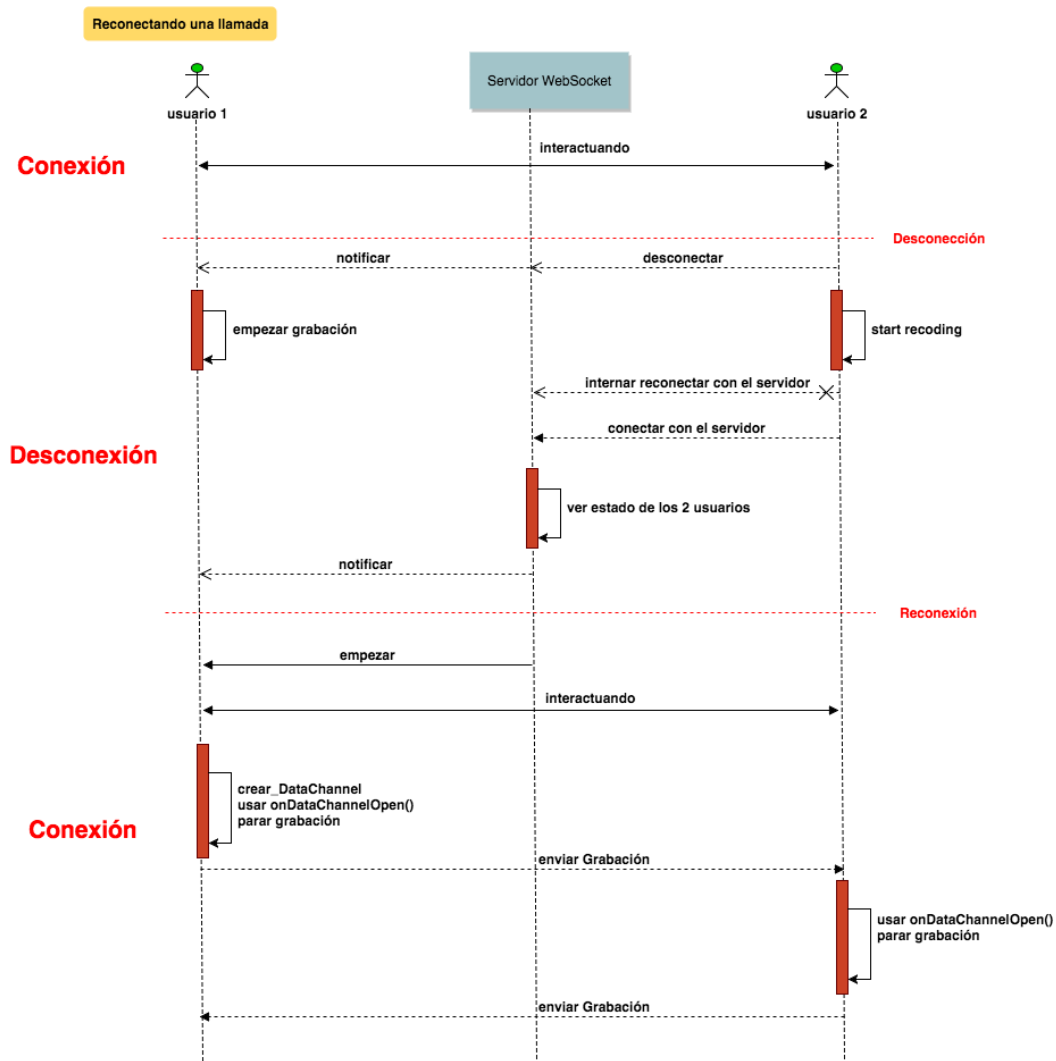 Reconectando una llamada
Servidor WebSocket
usuario 1
usuario 2
interactuando
Conexión
Desconección
notificar
desconectar
empezar grabación
start recoding
internar reconectar con el servidor
conectar con el servidor
Desconexión
ver estado de los 2 usuarios
notificar
Reconexión
empezar
interactuando
crear_DataChannel
usar onDataChannelOpen()
parar grabación
Conexión
enviar Grabación
usar onDataChannelOpen()
parar grabación
enviar Grabación